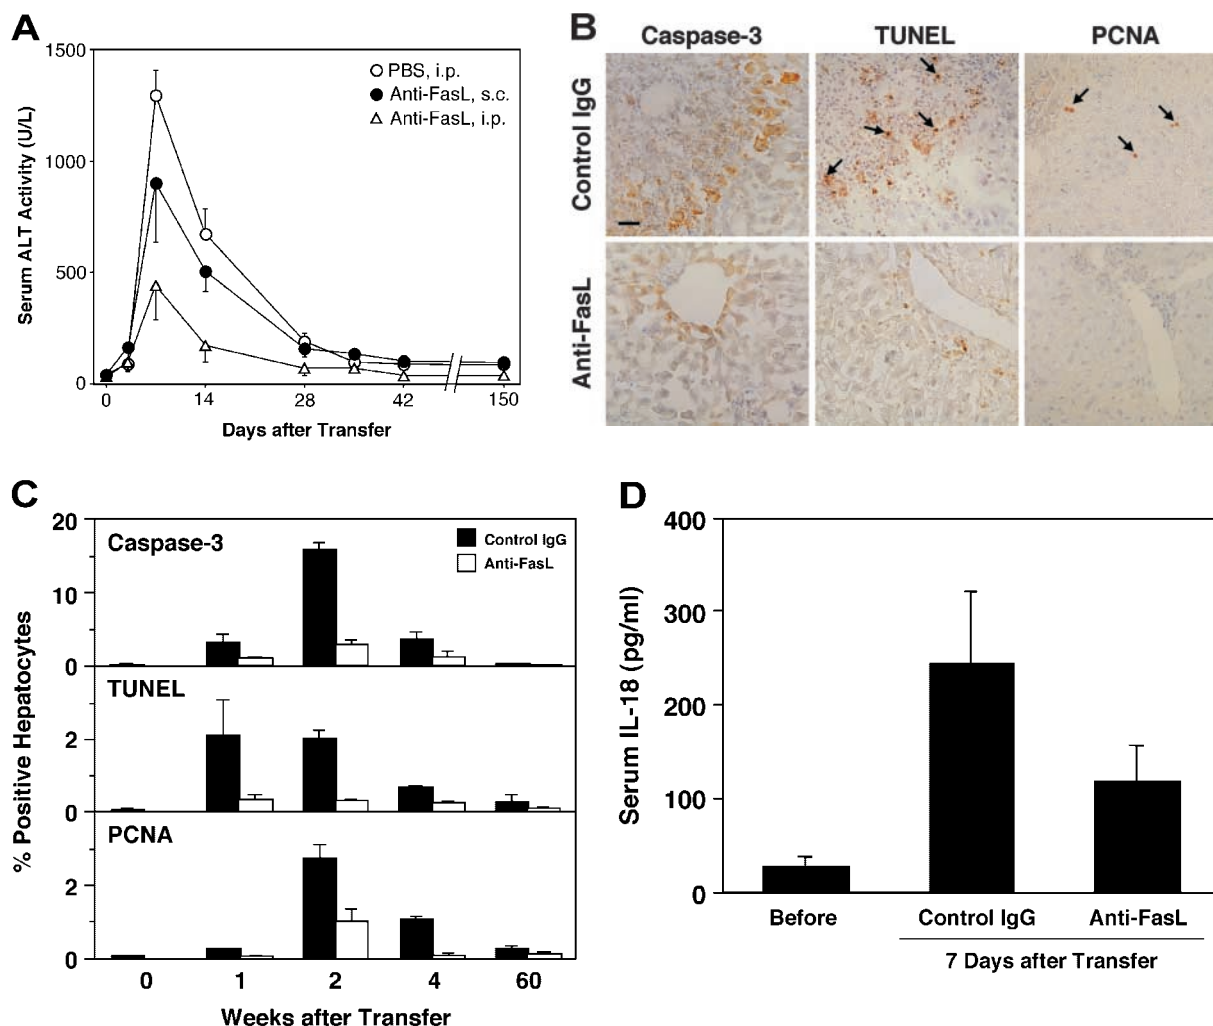 A
1500
1000
500
0
Serum ALT Activity (U/L)
PBS, i.p.
Anti-FasL, s.c.
Anti-FasL, i.p.
0 14 28 42 150
Days after Transfer
B
Caspase-3 TUNEL PCNA
Control IgG
Anti-FasL
C
% Positive Hepatocytes
20
10
0
Caspase-3
Control IgG
Anti-FasL
TUNEL
2
0
PCNA
2
0
0 1 2 4 60
Weeks after Transfer
D
Serum IL-18 (pg/ml)
400
300
200
100
0
Before Control IgG Anti-FasL
7 Days after Transfer